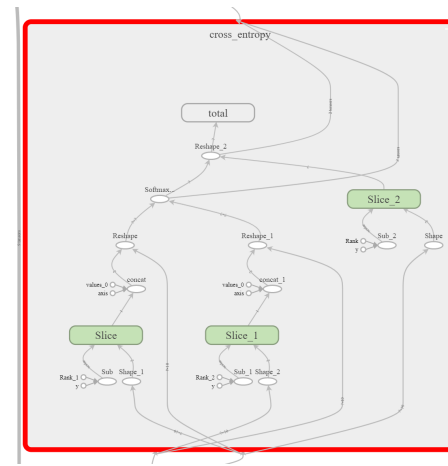 cross_entropy
total
Reshape_2
Softmax...
Slice_2
Reshape
Reshape_1
Rank
y
Sub_2
Shape
values_0
axis
concat
values_0
axis
concat_1
Slice
Slice_1
Rank_1
y
Sub
Shape_1
Rank_2
y
Sub_1
Shape_2